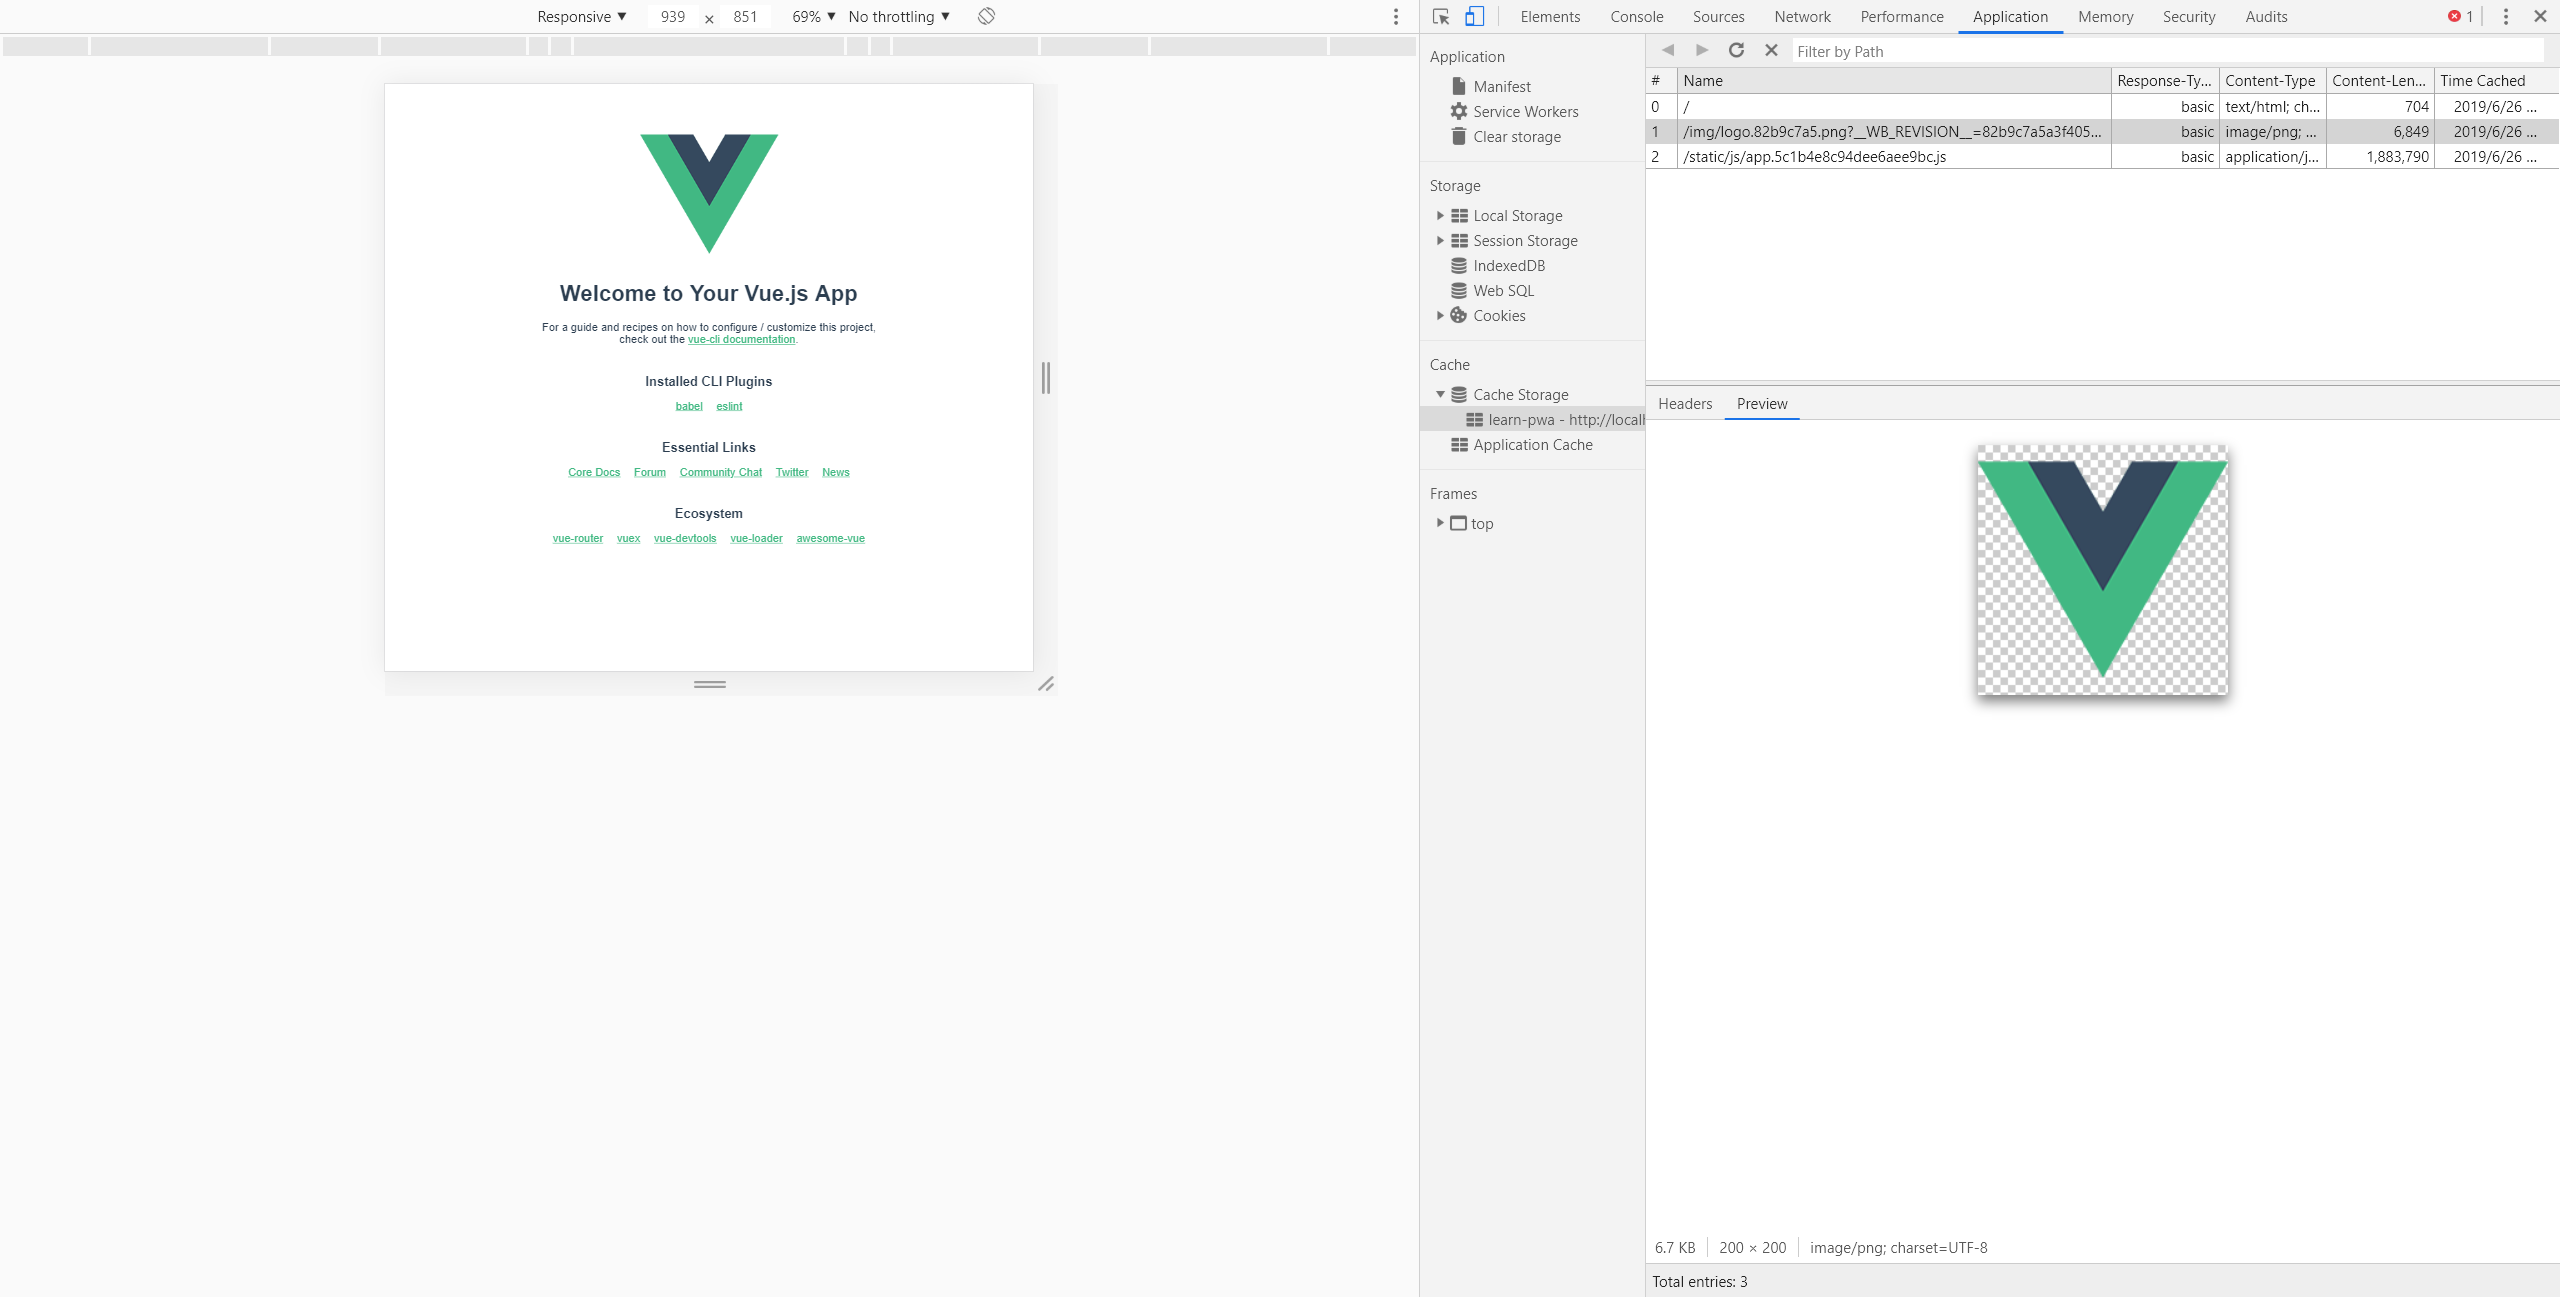 Responsive ▼ 939 × 851 69% ▼ No throttling ▼
Welcome to Your Vue.js App
For a guide and recipes on how to configure / customize this project,
check out the vue-cli documentation.
Installed CLI Plugins
babel eslint
Essential Links
Core Docs Forum Community Chat Twitter News
Ecosystem
vue-router vuex vue-devtools vue-loader awesome-vue
Elements Console Sources Network Performance Application Memory Security Audits 1
Application
Manifest
Service Workers
Clear storage
Storage
Local Storage
Session Storage
IndexedDB
Web SQL
Cookies
Cache
Cache Storage
learn-pwa - http://local
Application Cache
Frames
top
Filter by Path
# Name Response-Ty... Content-Type Content-Len... Time Cached
0 / basic text/html; ch... 704 2019/6/26 ...
1 /img/logo.82b9c7a5.png?__WB_REVISION__=82b9c7a5a3f405... basic image/png; ... 6,849 2019/6/26 ...
2 /static/js/app.5c1b4e8c94dee6aee9bc.js basic application/j... 1,883,790 2019/6/26 ...
Headers Preview
6.7 KB 200 × 200 image/png; charset=UTF-8
Total entries: 3